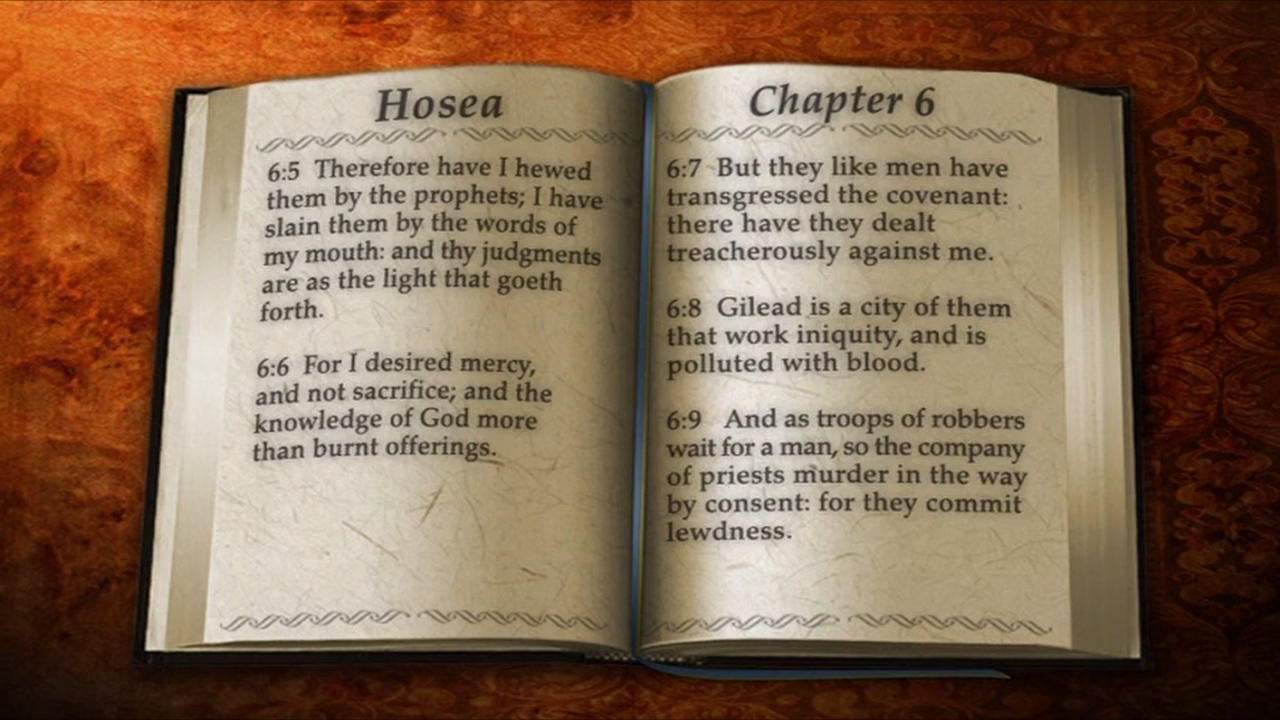 Hosea
6:5 Therefore have I hewed
them by the prophets; I have
slain them by the words of
my mouth: and thy judgments
are as the light that goeth
forth.
6:6 For I desired mercy,
and not sacrifice; and the
knowledge of God more
than burnt offerings.
Chapter 6
6:7 But they like men have
transgressed the covenant:
there have they dealt
treacherously against me.
6:8 Gilead is a city of them
that work iniquity, and is
polluted with blood.
6:9 And as troops of robbers
wait for a man, so the company
of priests murder in the way
by consent: for they commit
lewdness.